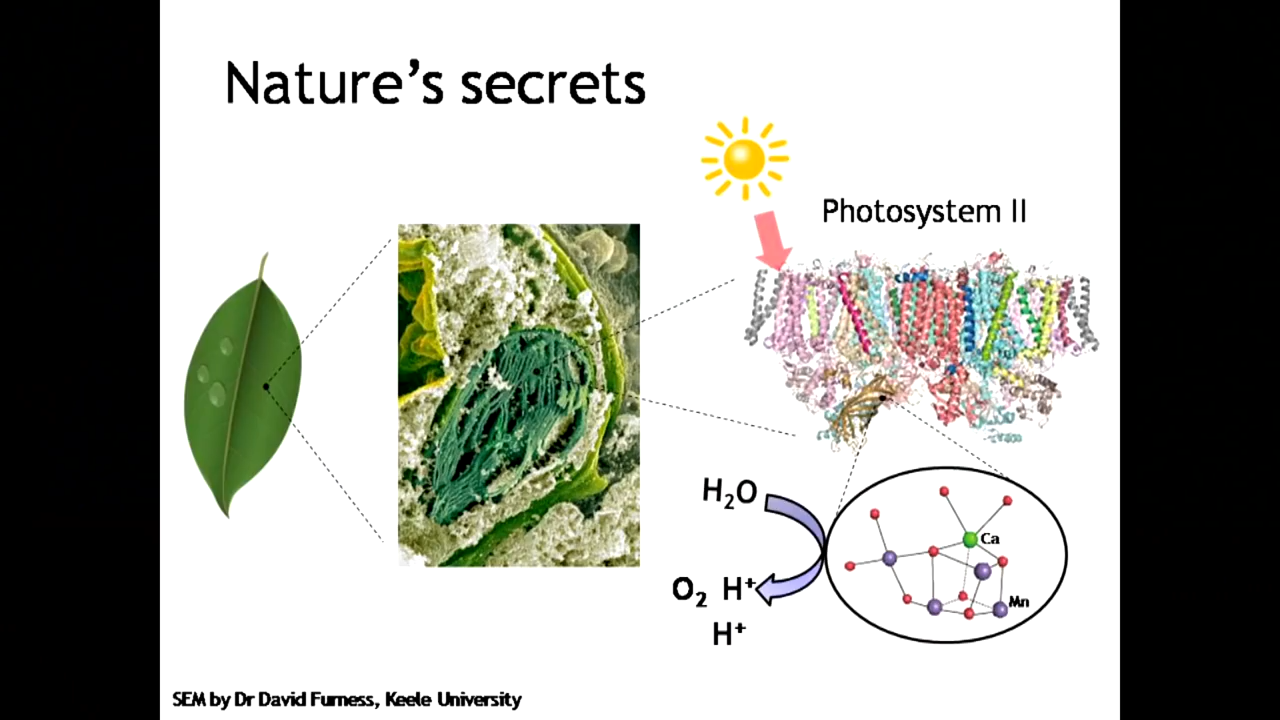 Nature's secrets
Photosystem II
H₂O
Ca
Mn
O₂ H⁺
H⁺
SEM by Dr David Furness, Keele University